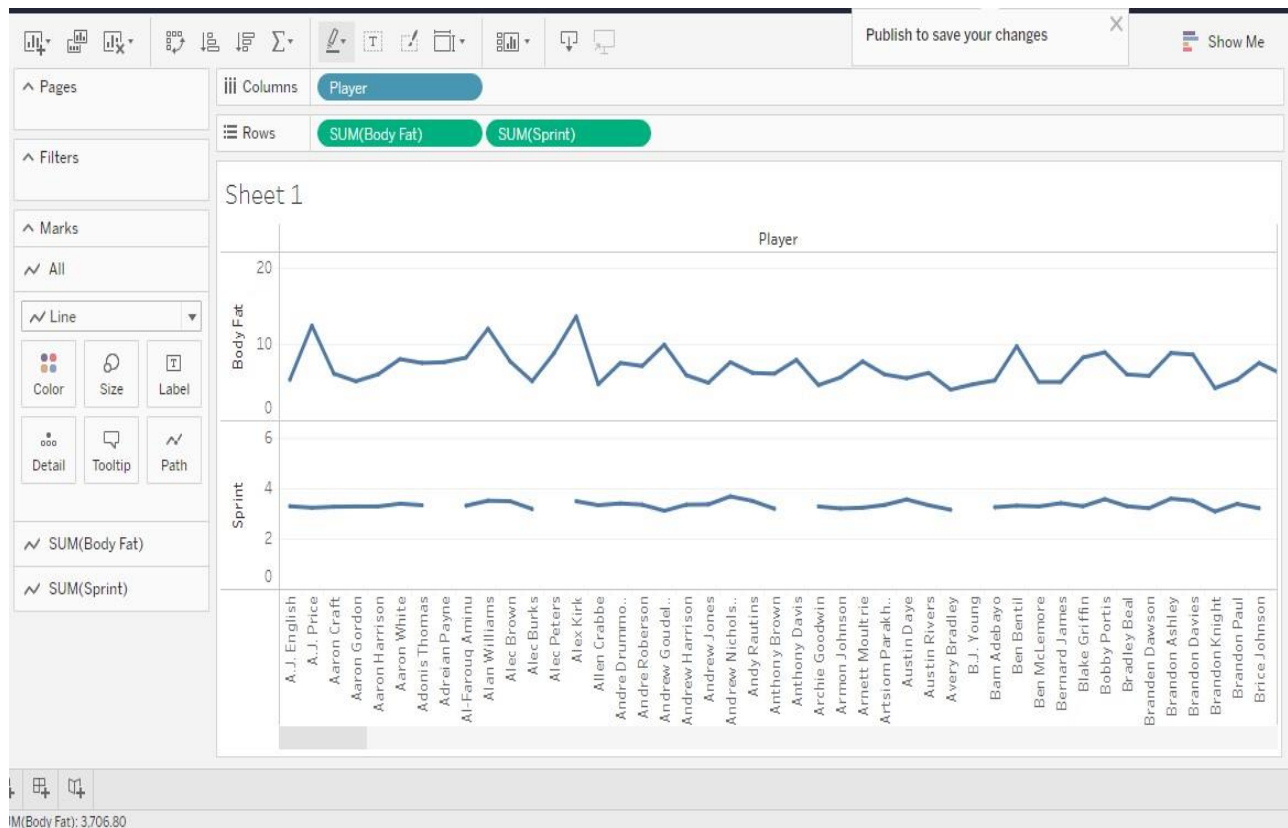 Publish to save your changes
Show Me
Pages
iii Columns
Player
Rows
SUM(Body Fat)
SUM(Sprint)
Filters
Sheet 1
Marks
All
Line
Color
Size
Label
Detail
Tooltip
Path
SUM(Body Fat)
SUM(Sprint)
Player
Body Fat
20
10
0
Sprint
6
4
2
0
A.J. English
A.J. Price
Aaron Craft
Aaron Gordon
Aaron Harrison
Aaron White
Adonis Thomas
Adreian Payne
Al-Farouq Aminu
Alan Williams
Alec Brown
Alec Burks
Alec Peters
Alex Kirk
Allen Crabbe
Andre Drummo..
Andre Roberson
Andrew Goudel..
Andrew Harrison
Andrew Jones
Andrew Nichols..
Andy Rautins
Anthony Brown
Anthony Davis
Archie Goodwin
Armon Johnson
Arnett Moultrie
Artsiom Parakh..
Austin Daye
Austin Rivers
Avery Bradley
B.J. Young
Bam Adebayo
Ben Bentil
Ben McLemore
Bernard James
Blake Griffin
Bobby Portis
Bradley Beal
Branden Dawson
Brandon Ashley
Brandon Davies
Brandon Knight
Brandon Paul
Brice Johnson
UM(Body Fat): 3,706.80